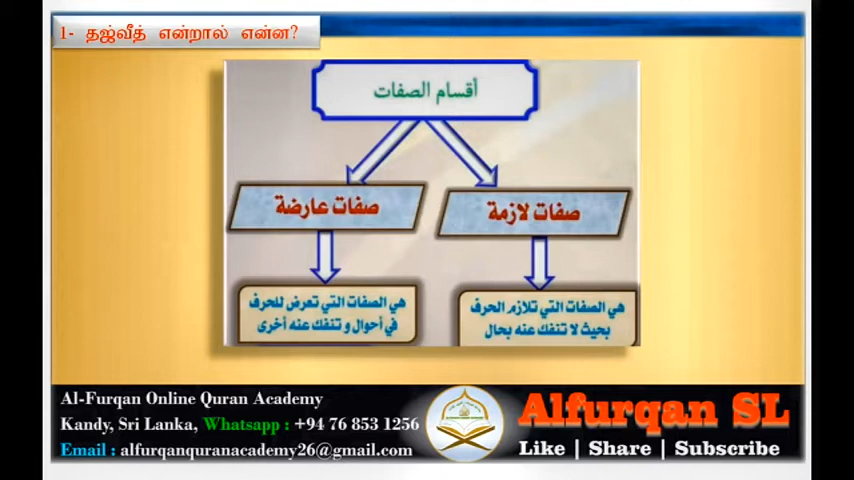 1- தஜ்வீத் என்றால் என்ன?
أقسام الصفات
صفات لازمة
صفات عارضة
هي الصفات التي تلازم الحرف
بحيث لا تنفك عنه بحال
هي الصفات التي تعرض للحرف
في أحوال و تنفك عنه أخرى
Al-Furqan Online Quran Academy
Kandy, Sri Lanka, Whatsapp : +94 76 853 1256
Email : alfurqanquranacademy26@gmail.com
Alfurqan SL
Like | Share | Subscribe